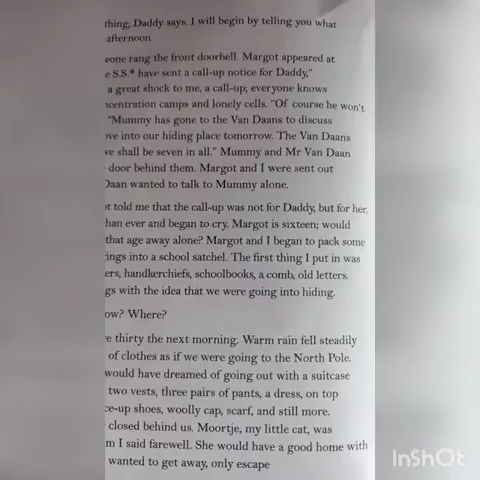 thing, Daddy says. I will begin by telling you what
afternoon.
eone rang the front doorbell. Margot appeared at
e S.S.* have sent a call-up notice for Daddy,"
a great shock to me, a call-up; everyone knows
ncentration camps and lonely cells. "Of course he won't
"Mummy has gone to the Van Daans to discuss
ove into our hiding place tomorrow. The Van Daans
we shall be seven in all." Mummy and Mr Van Daan
door behind them. Margot and I were sent out
Daan wanted to talk to Mummy alone.
ot told me that the call-up was not for Daddy, but for her.
han ever and began to cry. Margot is sixteen; would
that age away alone? Margot and I began to pack some
ings into a school satchel. The first thing I put in was
ers, handkerchiefs, schoolbooks, a comb, old letters.
gs with the idea that we were going into hiding.
ow? Where?
e thirty the next morning. Warm rain fell steadily
of clothes as if we were going to the North Pole.
would have dreamed of going out with a suitcase
two vests, three pairs of pants, a dress, on top
ce-up shoes, woolly cap, scarf, and still more.
closed behind us. Moortje, my little cat, was
m I said farewell. She would have a good home with
wanted to get away, only escape
InShOt